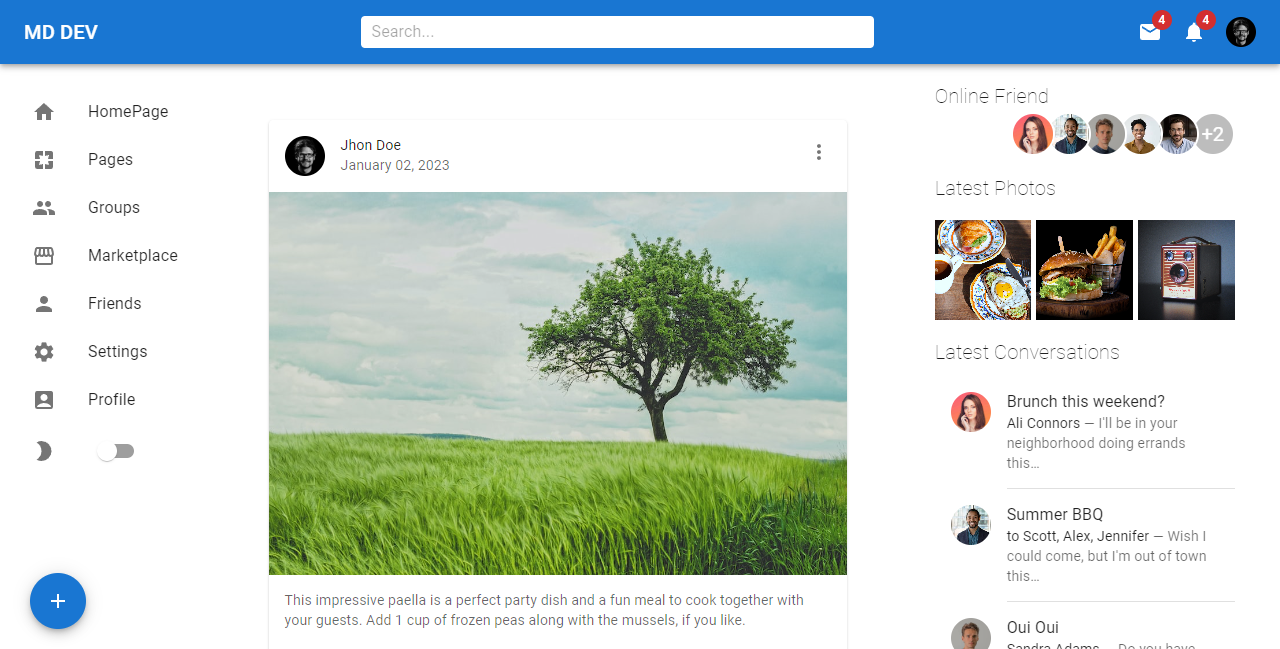 MD DEV
Search...
4
4
HomePage
Pages
Groups
Marketplace
Friends
Settings
Profile
Jhon Doe
January 02, 2023
This impressive paella is a perfect party dish and a fun meal to cook together with
your guests. Add 1 cup of frozen peas along with the mussels, if you like.
Online Friend
+2
Latest Photos
Latest Conversations
Brunch this weekend?
Ali Connors — I'll be in your
neighborhood doing errands
this…
Summer BBQ
to Scott, Alex, Jennifer — Wish I
could come, but I'm out of town
this…
Oui Oui
Sandra Adams — Do you have